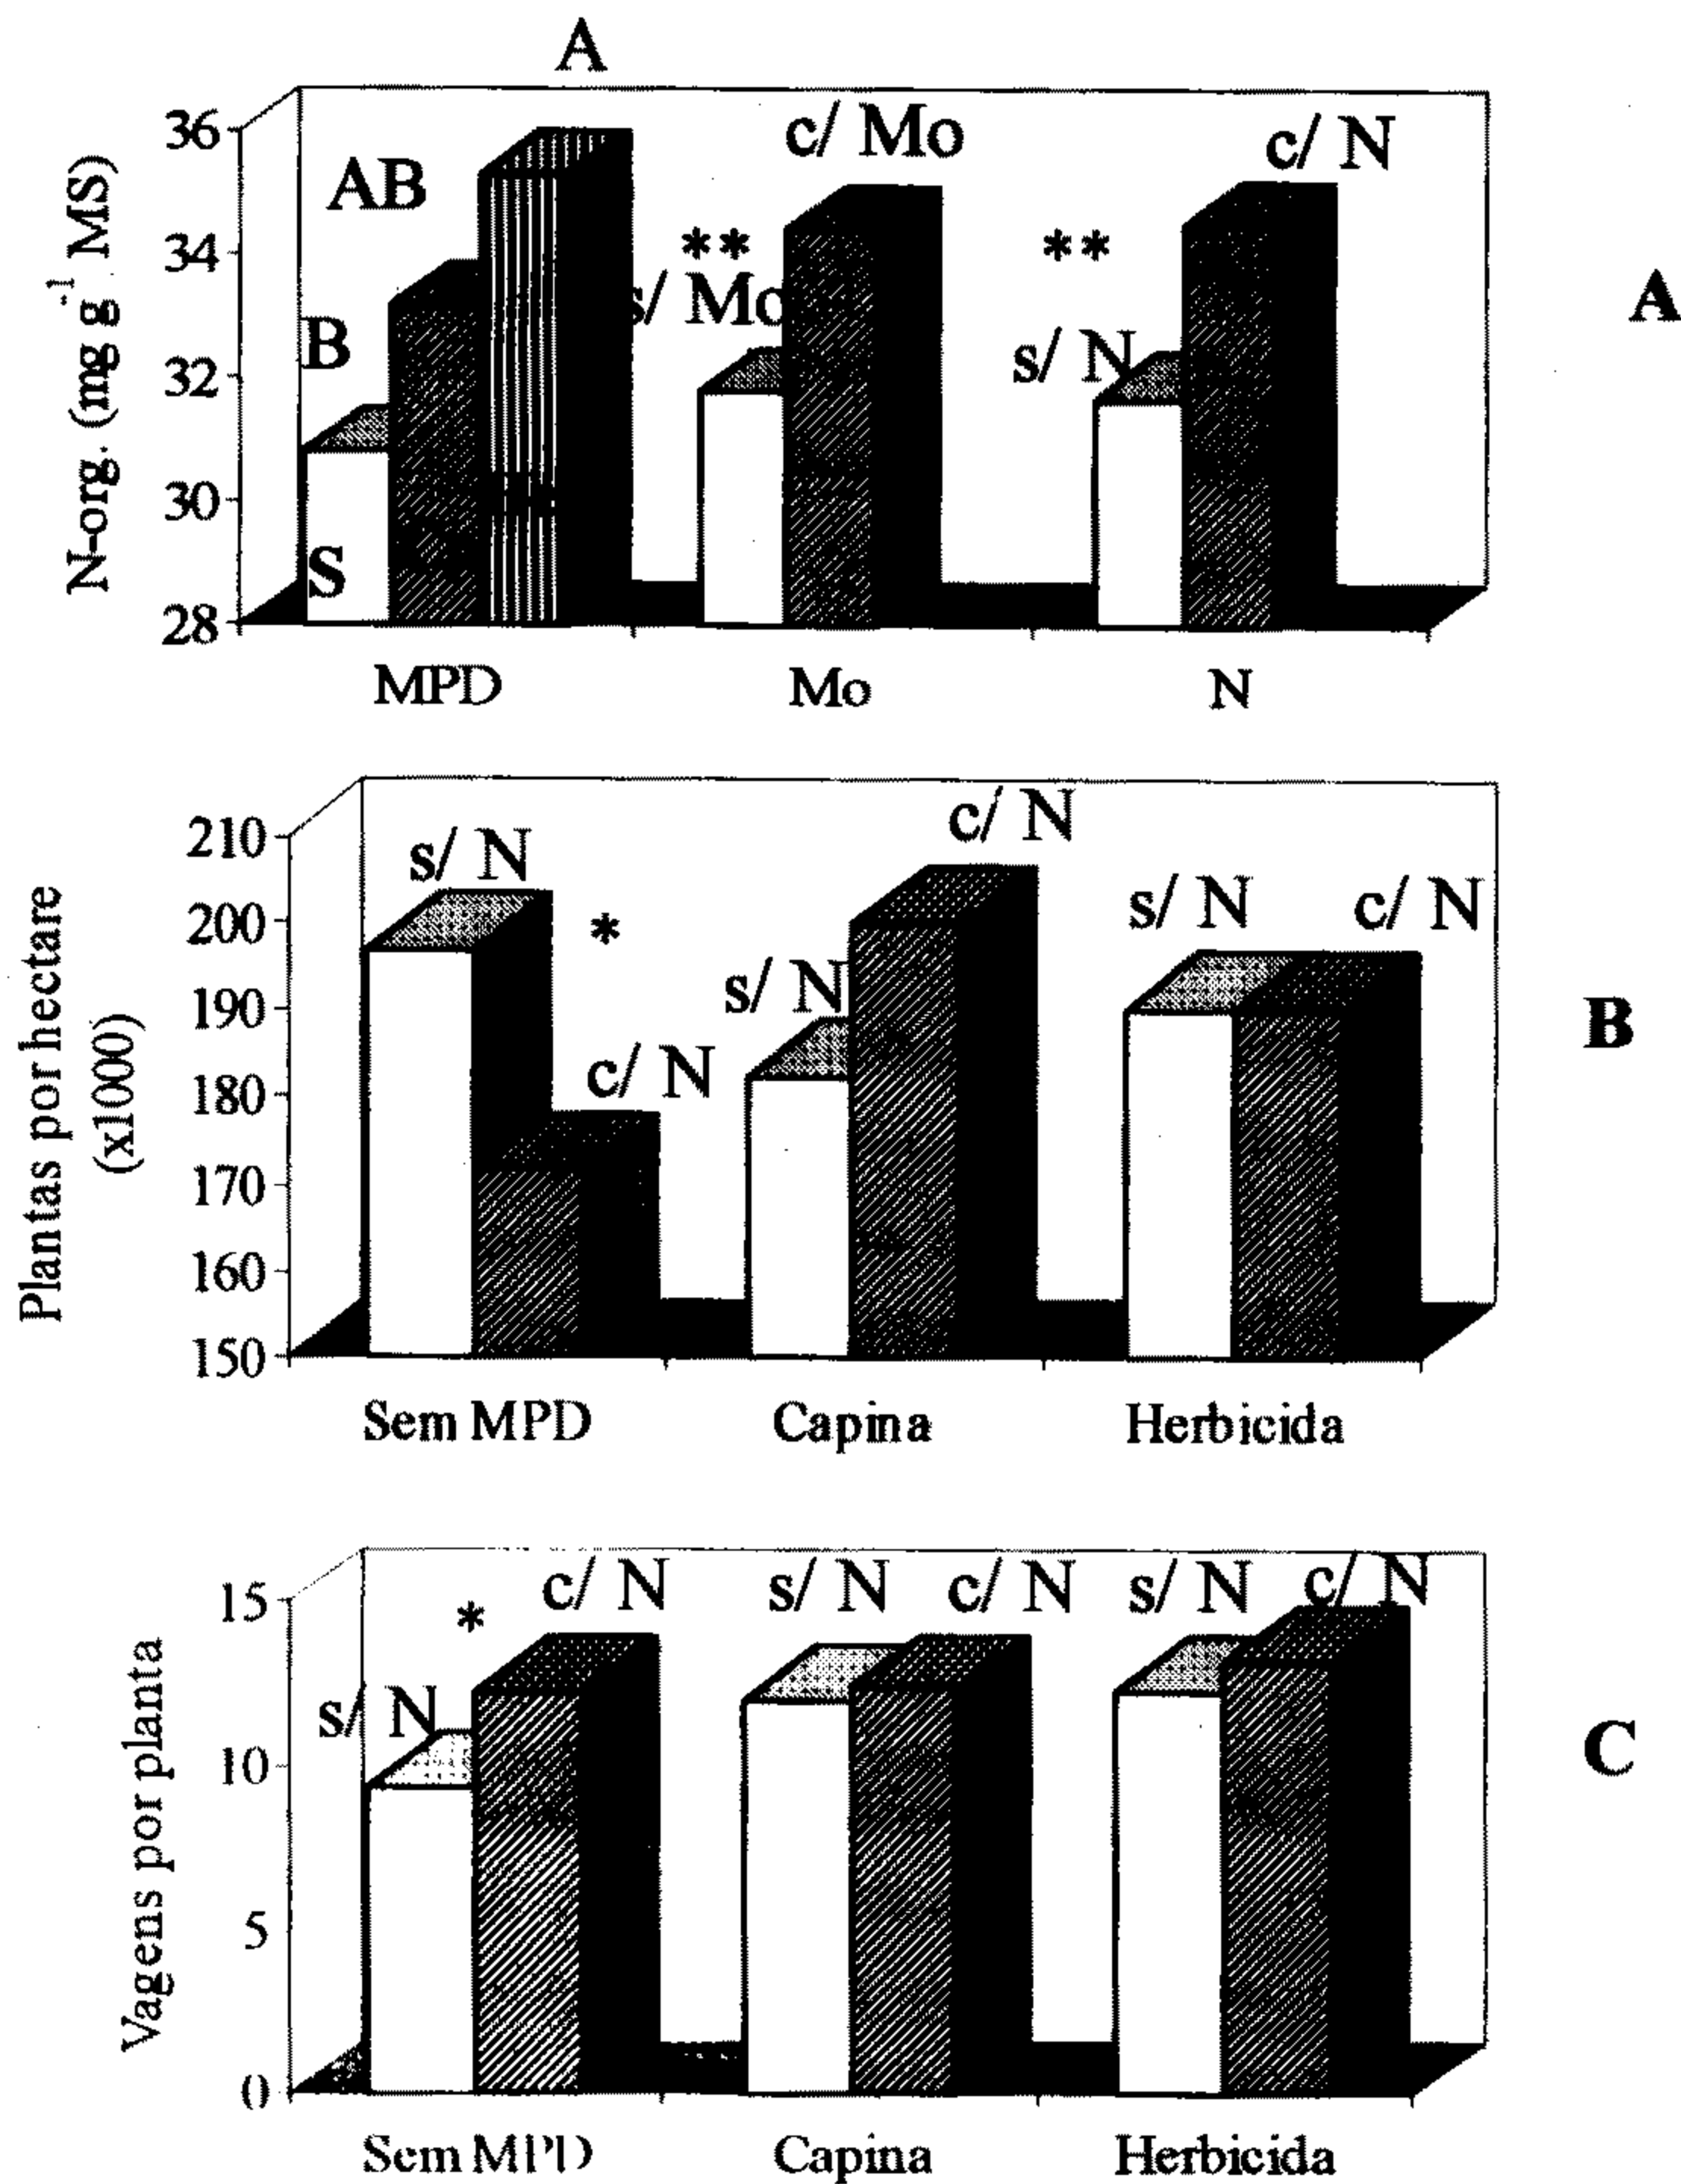 A
36
c/ Mo
c/ N
AB
34
**
**
s/ Mo
A
B
s/ N
32
30
S
28
N-org. (mg g⁻¹ MS)
MPD
Mo
N
210
s/ N
c/ N
200
*
s/ N
c/ N
s/ N
190
B
180
c/ N
170
160
150
Plantas por hectare
(x1000)
Sem MPD
Capina
Herbicida
15
c/ N
s/ N
c/ N
s/ N
c/ N
*
s/ N
C
10
5
0
Vagens por planta
Sem MPD
Capina
Herbicida